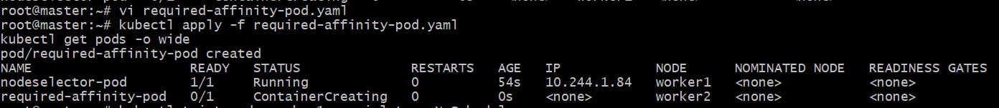 root@master:~# vi required-affinity-pod.yaml
root@master:~# kubectl apply -f required-affinity-pod.yaml
kubectl get pods -o wide
pod/required-affinity-pod created
NAME READY STATUS RESTARTS AGE IP NODE NOMINATED NODE READINESS GATES
nodeselector-pod 1/1 Running 0 54s 10.244.1.84 worker1 <none> <none>
required-affinity-pod 0/1 ContainerCreating 0 0s <none> worker2 <none> <none>